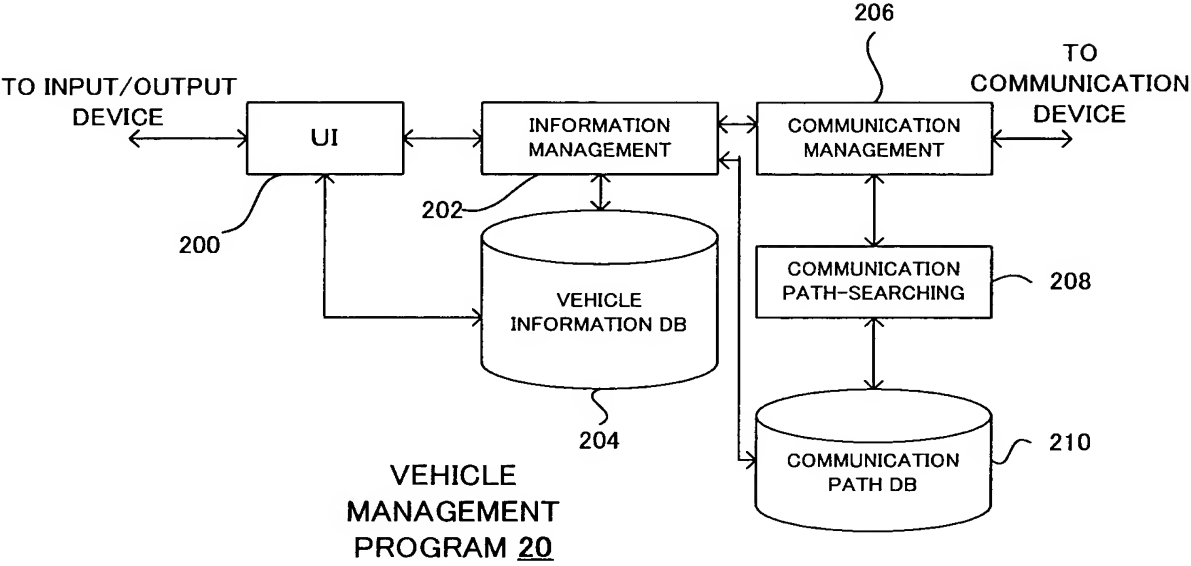 206
TO INPUT/OUTPUT
DEVICE
TO
COMMUNICATION
DEVICE
UI
INFORMATION
MANAGEMENT
COMMUNICATION
MANAGEMENT
200
202
VEHICLE
INFORMATION DB
204
COMMUNICATION
PATH-SEARCHING
208
COMMUNICATION
PATH DB
210
VEHICLE
MANAGEMENT
PROGRAM 20